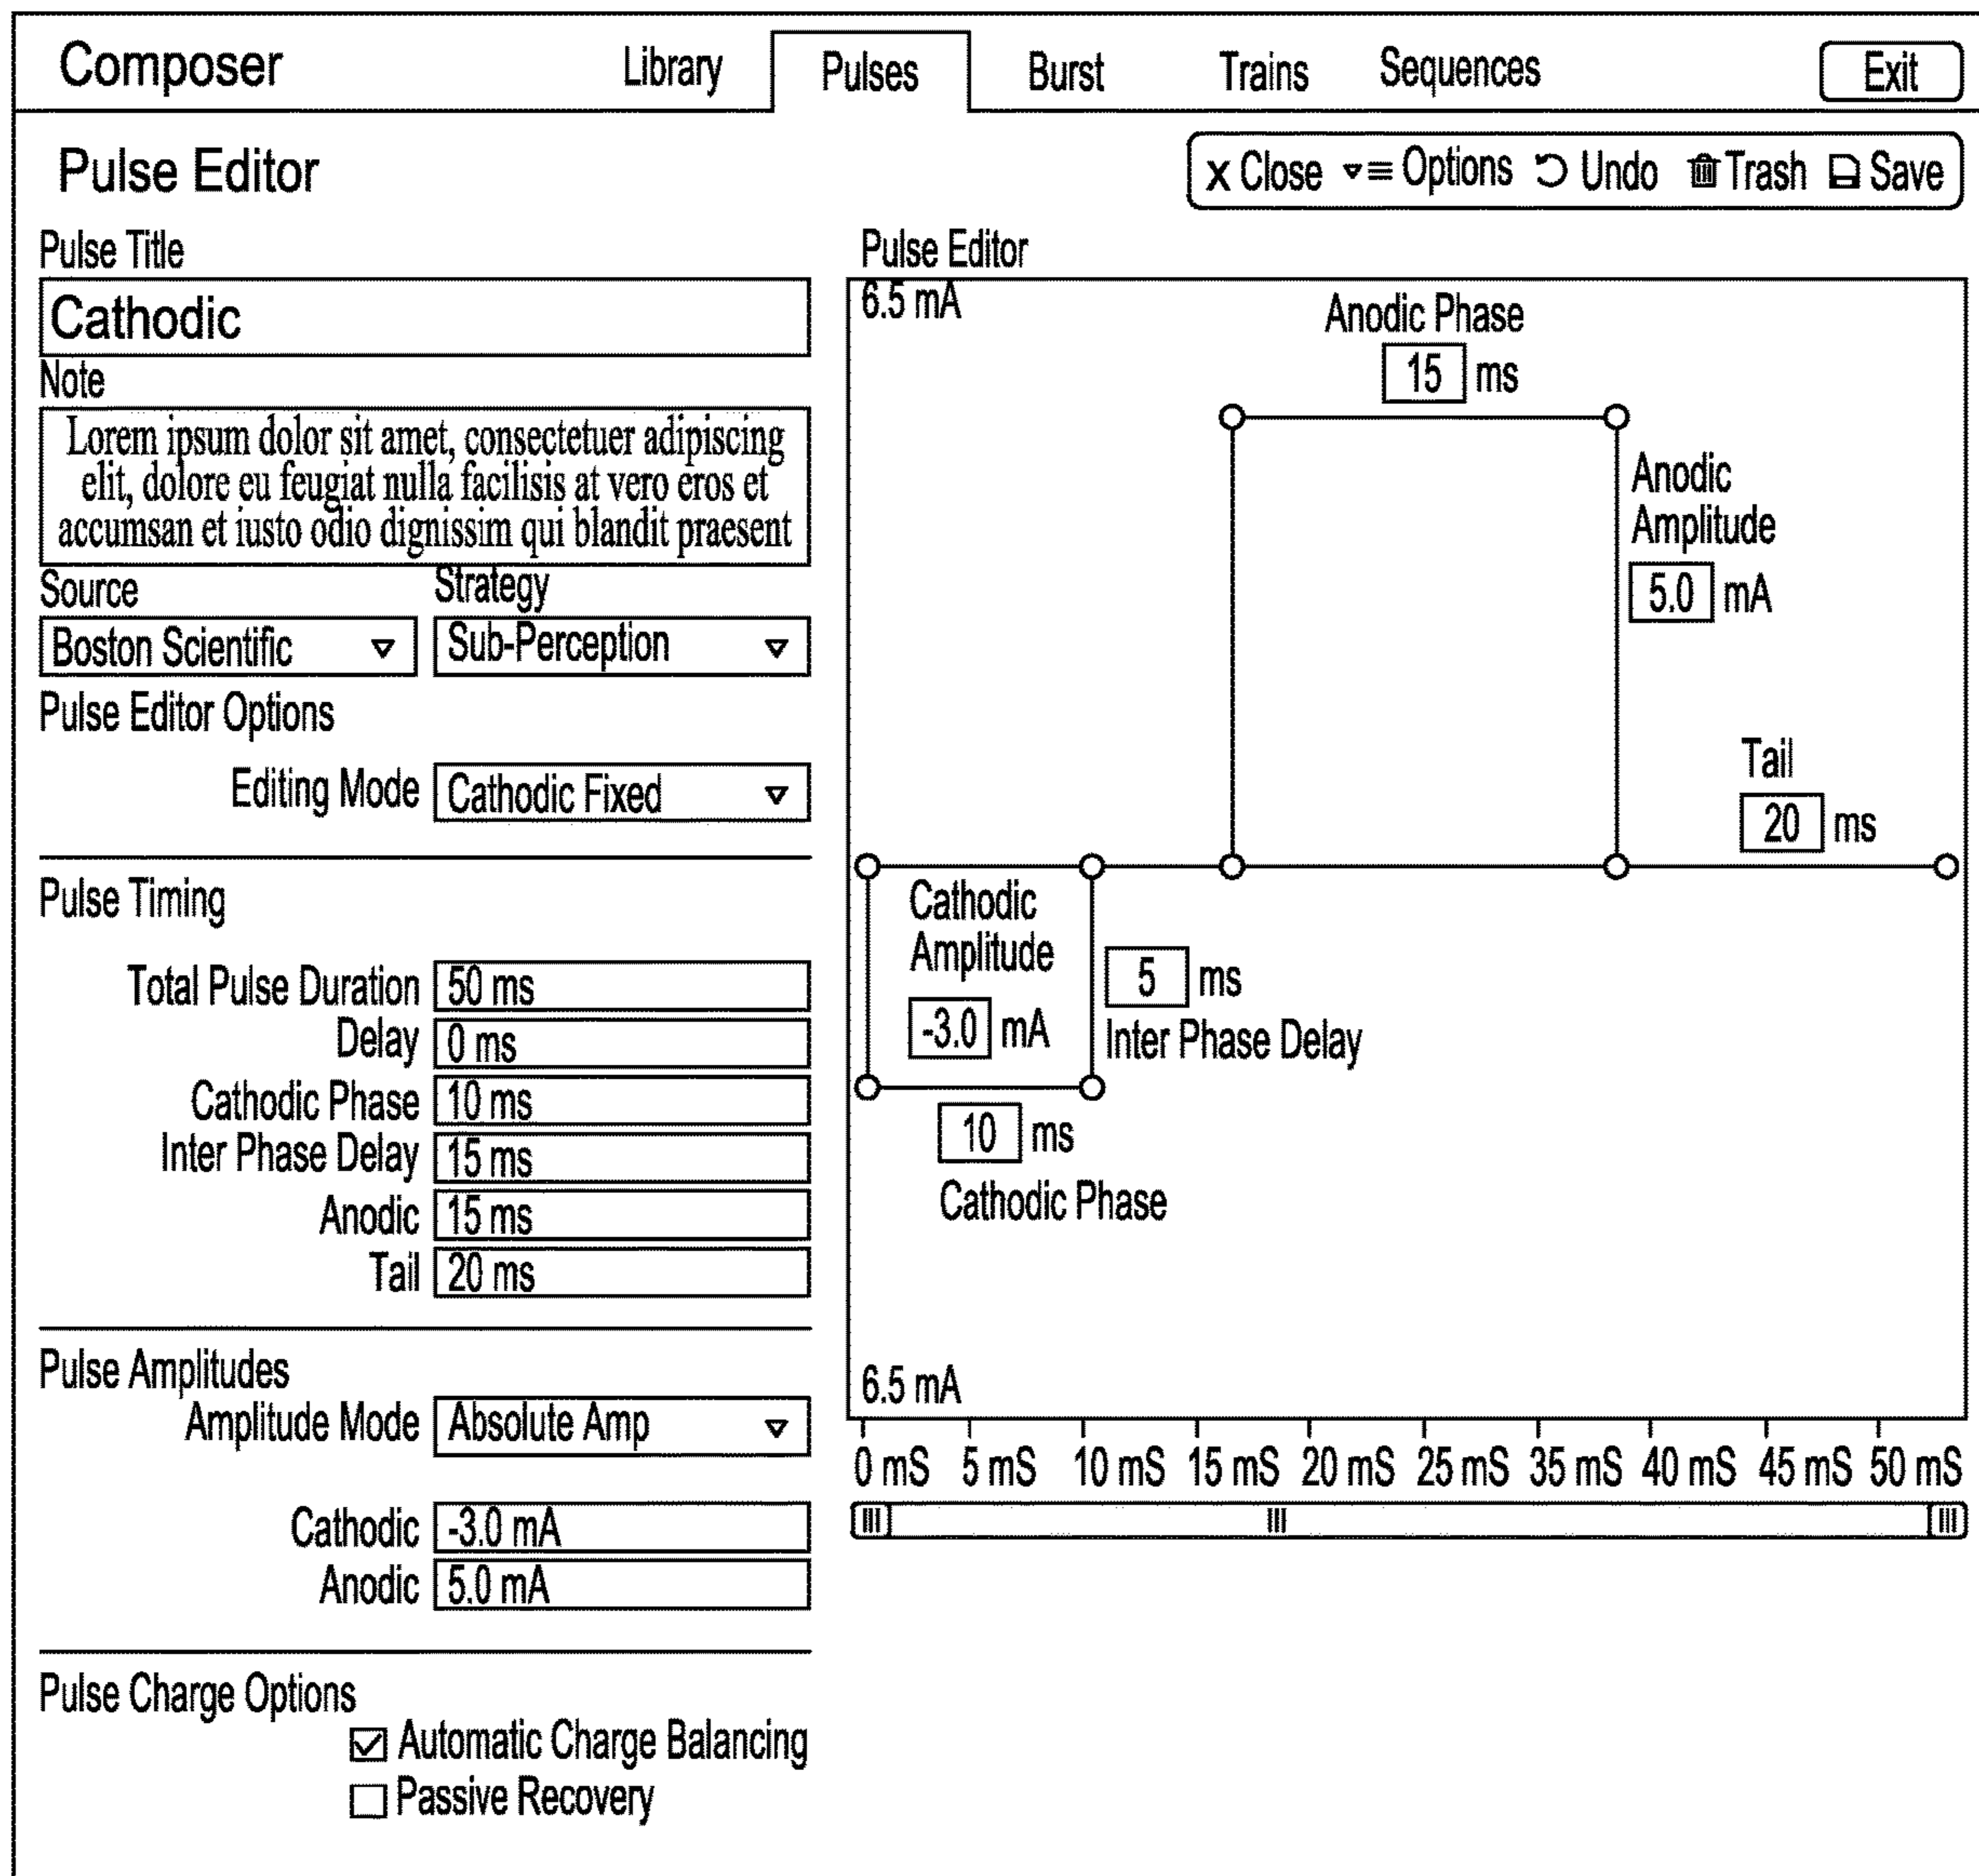 Composer Library Pulses Burst Trains Sequences Exit
Pulse Editor
X Close Options Undo Trash Save
Pulse Title
Cathodic
Note
Lorem ipsum dolor sit amet, consectetuer adipiscing
elit, dolore eu feugiat nulla facilisis at vero eros et
accumsan et iusto odio dignissim qui blandit praesent
Source Strategy
Boston Scientific Sub-Perception
Pulse Editor Options
Editing Mode Cathodic Fixed
Pulse Timing
Total Pulse Duration 50 ms
Delay 0 ms
Cathodic Phase 10 ms
Inter Phase Delay 15 ms
Anodic 15 ms
Tail 20 ms
Pulse Amplitudes
Amplitude Mode Absolute Amp
Cathodic -3.0 mA
Anodic 5.0 mA
Pulse Charge Options
Automatic Charge Balancing
Passive Recovery
Pulse Editor
6.5 mA
Anodic Phase
15 ms
Anodic
Amplitude
5.0 mA
Tail
20 ms
Cathodic
Amplitude
-3.0 mA
5 ms
Inter Phase Delay
10 ms
Cathodic Phase
6.5 mA
0 mS 5 mS 10 mS 15 mS 20 mS 25 mS 35 mS 40 mS 45 mS 50 mS